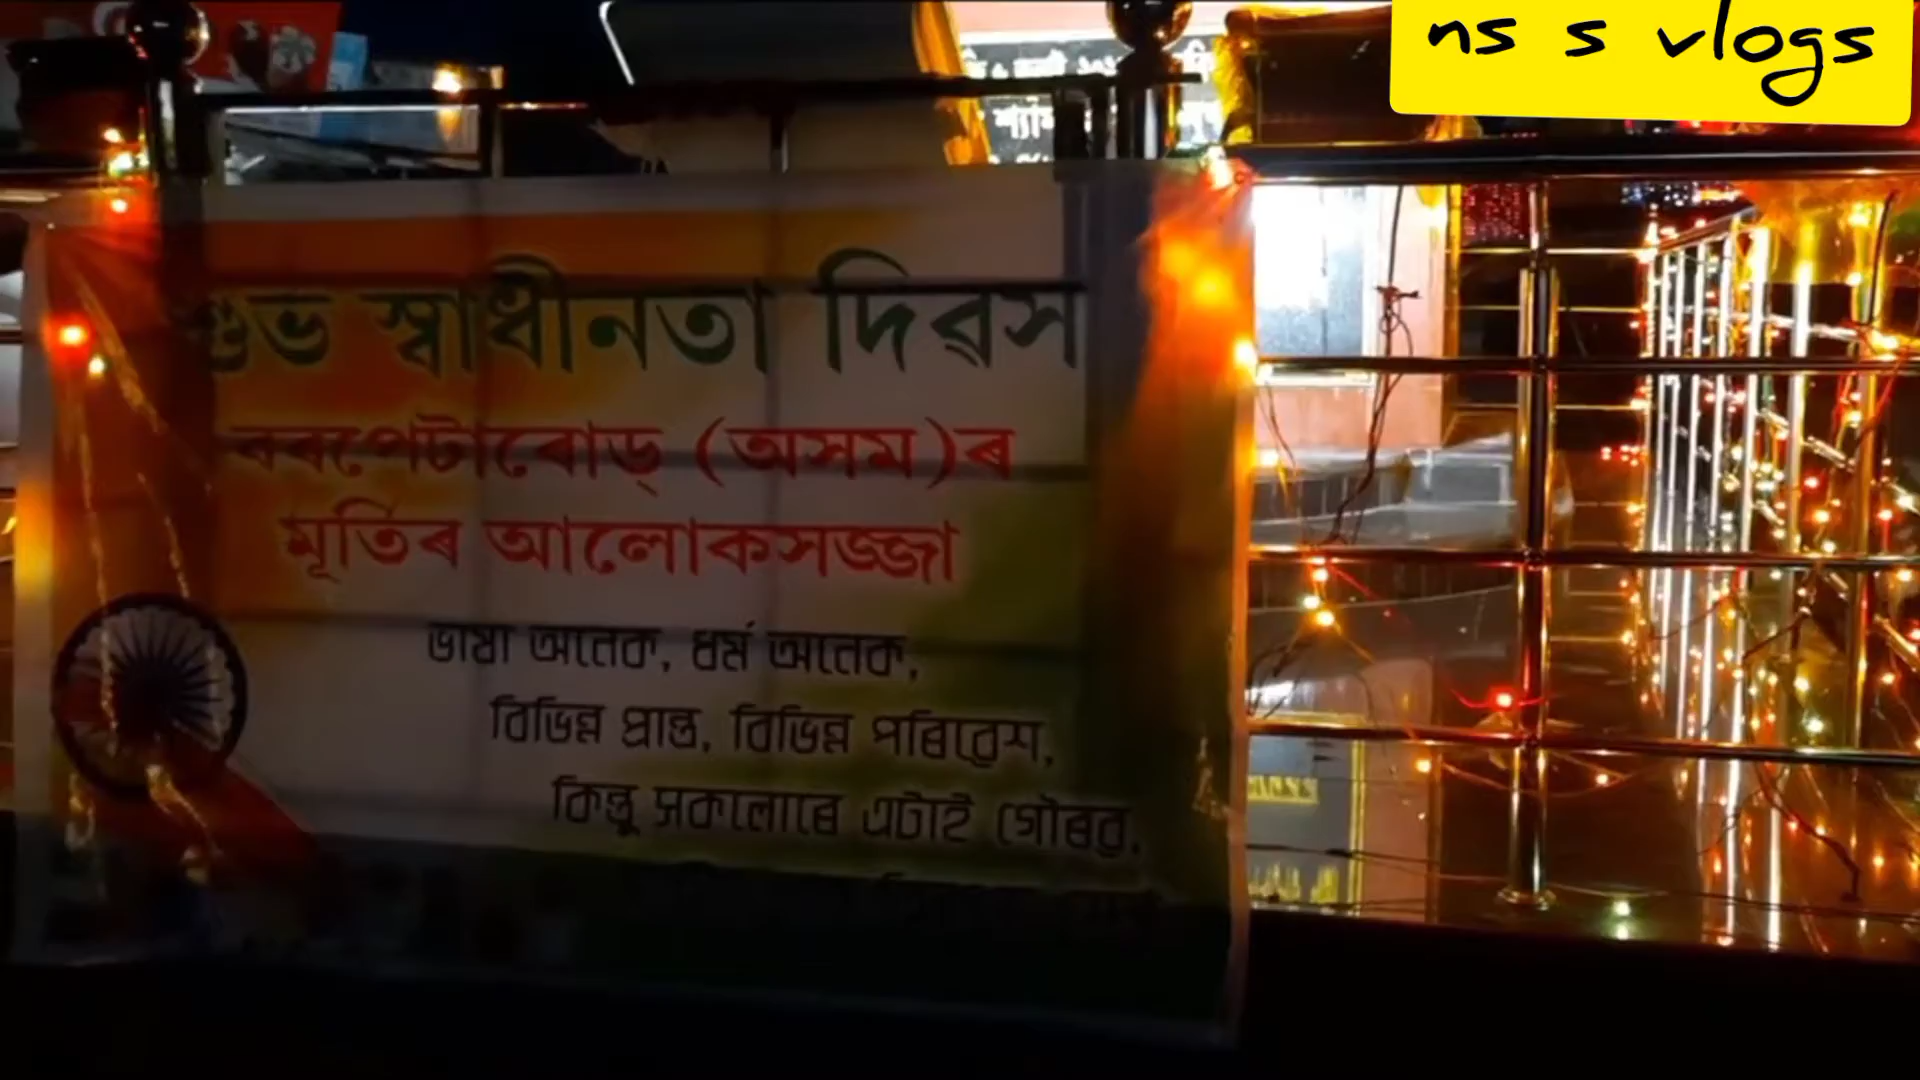 ns s vlogs
শুভ স্বাধীনতা দিৱস
বৰপেটাৰোড্ (অসম)ৰ
মূৰ্তিৰ আলোকসজ্জা
ভাষা অনেক, ধৰ্ম অনেক,
বিভিন্ন প্ৰান্ত, বিভিন্ন পৰিৱেশ,
কিন্তু সকলোৰে এটাই গৌৰৱ,